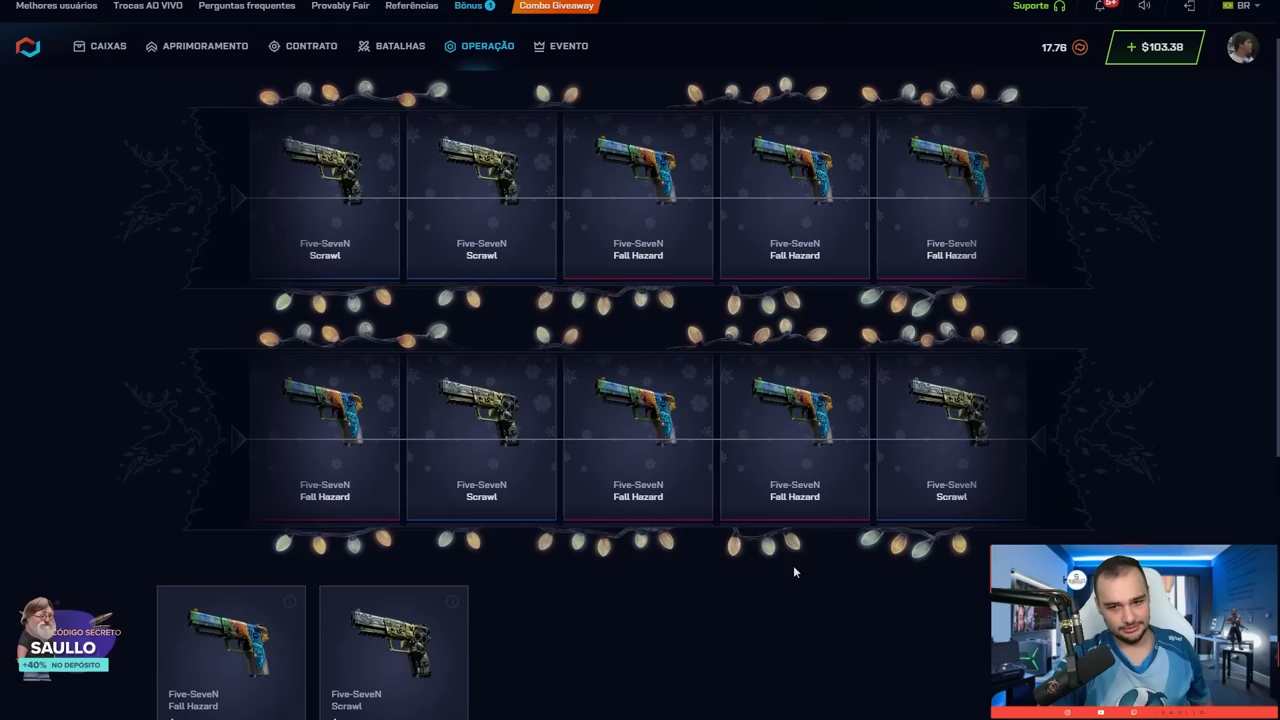 Melhores usuários Trocas AO VIVO Perguntas frequentes Provably Fair Referências Bônus 1 Combo Giveaway Suporte 5+ BR
CAIXAS APRIMORAMENTO CONTRATO BATALHAS OPERAÇÃO EVENTO 17.76 + $103.38
Five-SeveN Five-SeveN Five-SeveN Five-SeveN Five-SeveN
Scrawl Scrawl Fall Hazard Fall Hazard Fall Hazard
Five-SeveN Five-SeveN Five-SeveN Five-SeveN Five-SeveN
Fall Hazard Scrawl Fall Hazard Fall Hazard Scrawl
CÓDIGO SECRETO
SAULLO
+40% NO DEPÓSITO
Five-SeveN Five-SeveN
Fall Hazard Scrawl